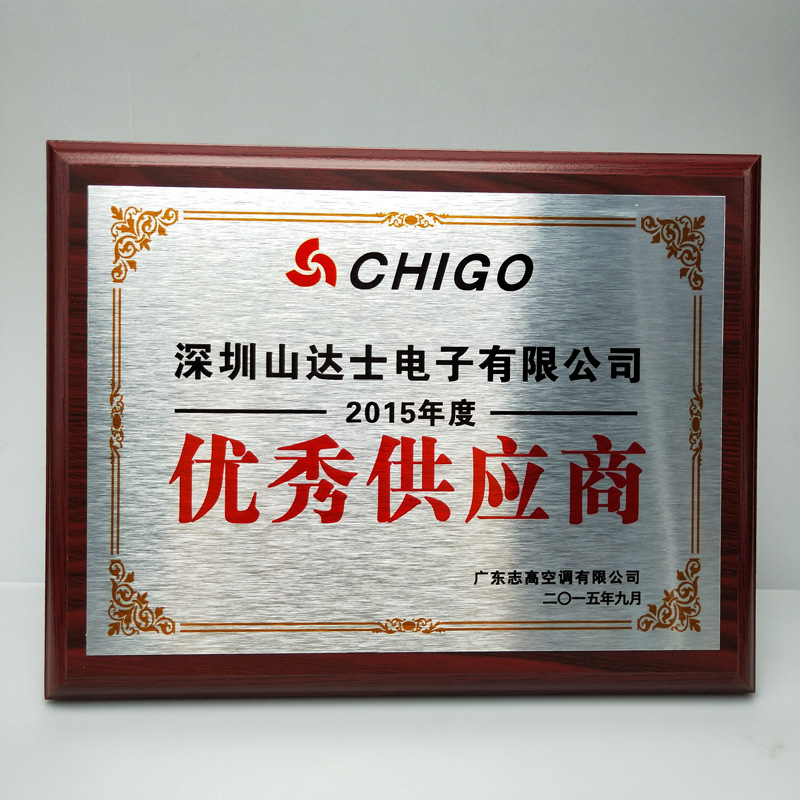 CHIGO
深圳山达士电子有限公司
2015年度
优秀供应商
广东志高空调有限公司
二〇一五年九月